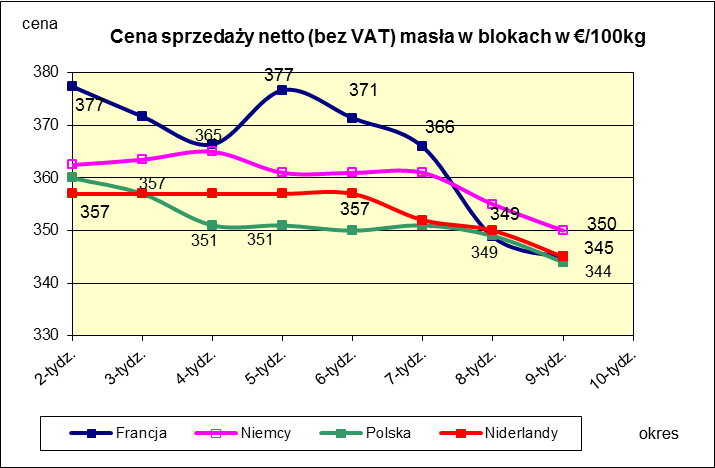 cena
Cena sprzedaży netto (bez VAT) masła w blokach w €/100kg
380
370
360
350
340
330
377
377
371
366
365
357
357
357
351
351
349
349
350
345
344
2-tydz.
3-tydz.
4-tydz.
5-tydz.
6-tydz.
7-tydz.
8-tydz.
9-tydz.
10-tydz.
Francja Niemcy Polska Niderlandy
okres